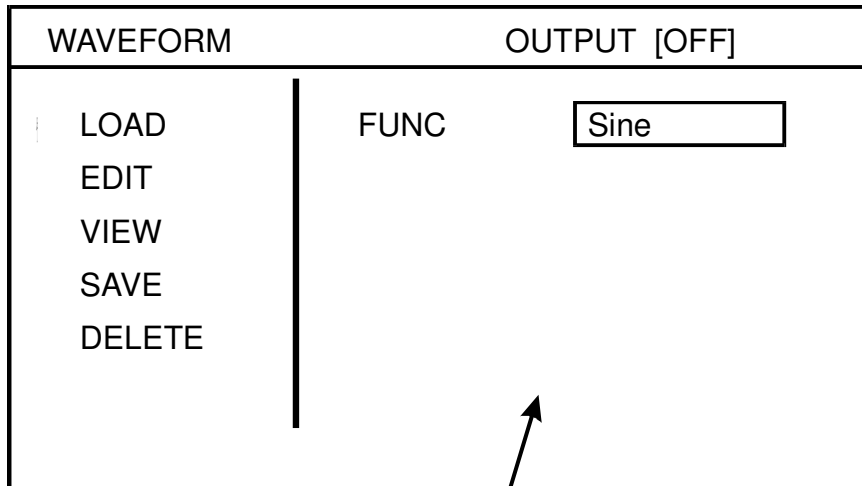 WAVEFORM OUTPUT [OFF]
LOAD FUNC Sine
EDIT
VIEW
SAVE
DELETE